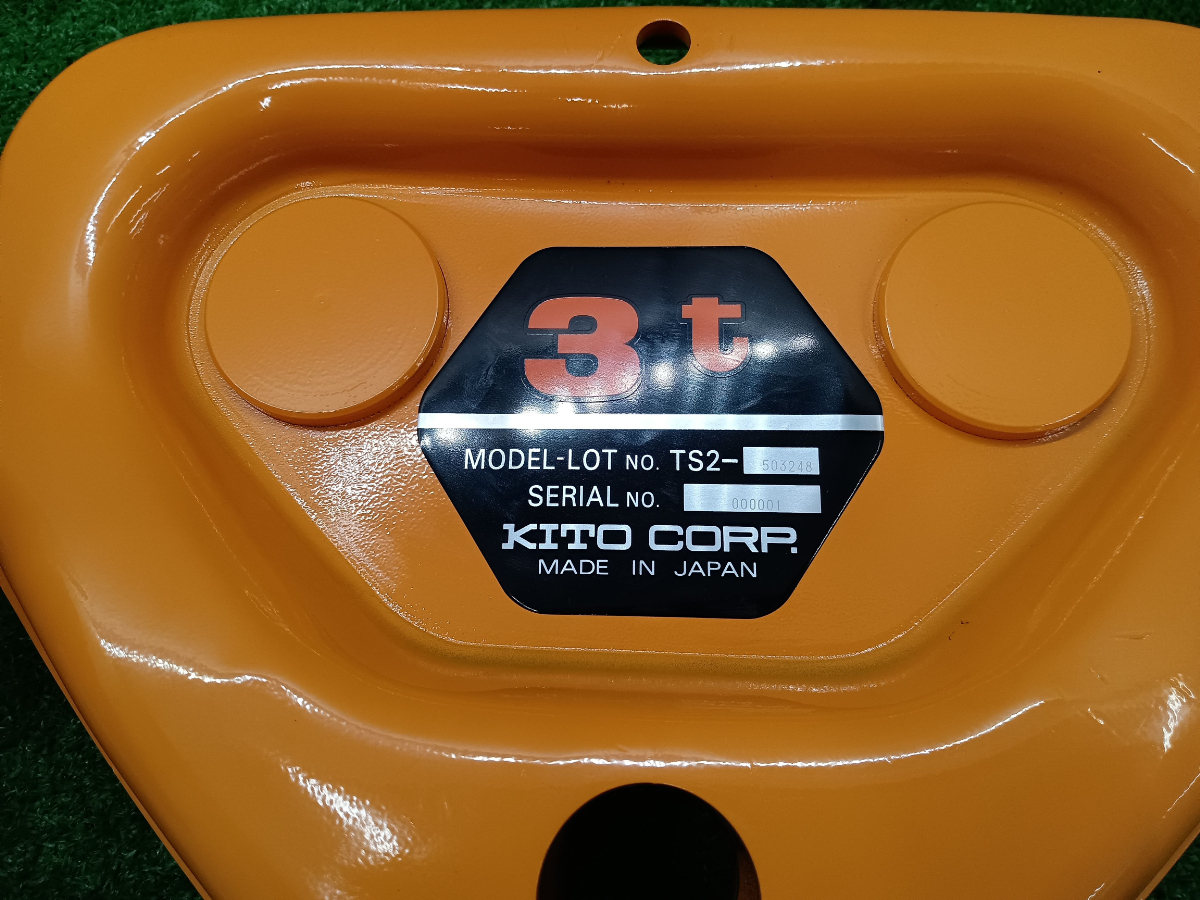 3t
MODEL-LOT NO. TS2-503248
SERIAL NO. 000001
KITO CORP.
MADE IN JAPAN